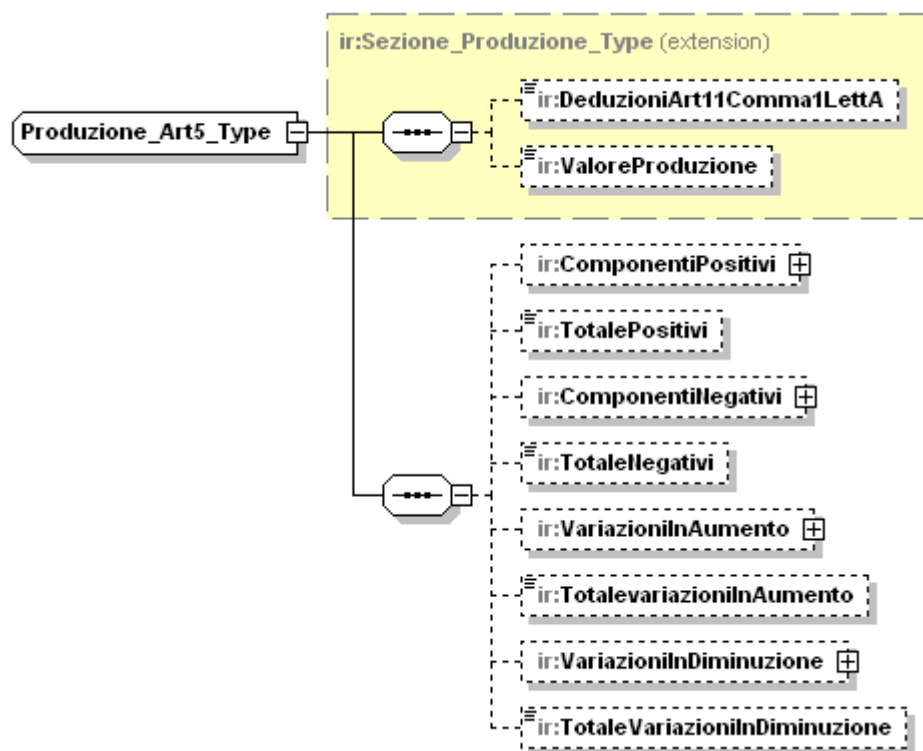 ir:Sezione_Produzione_Type (extension)
ir:DeduzioniArt11Comma1LettA
Produzione_Art5_Type
ir:ValoreProduzione
ir:ComponentiPositivi
ir:TotalePositivi
ir:ComponentiNegativi
ir:TotaleNegativi
ir:VariazioniInAumento
ir:TotalevariazioniInAumento
ir:VariazioniInDiminuzione
ir:TotaleVariazioniInDiminuzione